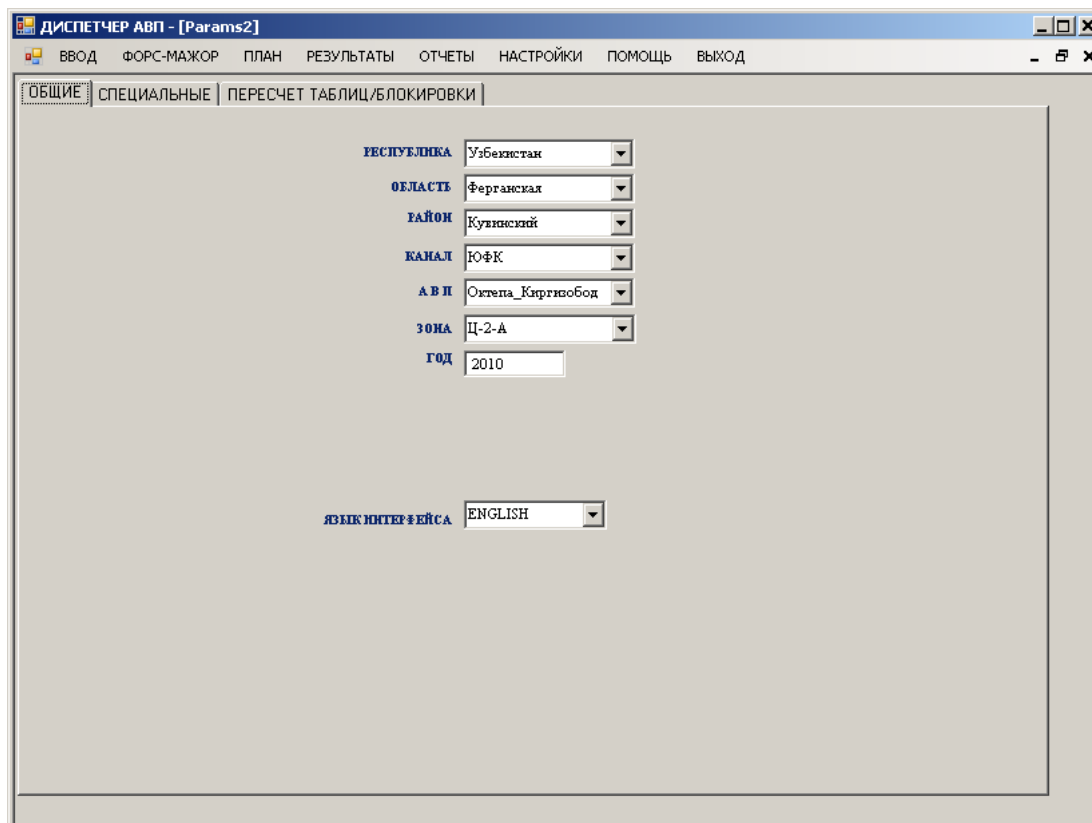 ДИСПЕТЧЕР АВП - [Params2]
ВВОД ФОРС-МАЖОР ПЛАН РЕЗУЛЬТАТЫ ОТЧЕТЫ НАСТРОЙКИ ПОМОЩЬ ВЫХОД
ОБЩИЕ СПЕЦИАЛЬНЫЕ ПЕРЕСЧЕТ ТАБЛИЦ/БЛОКИРОВКИ
РЕСПУБЛИКА Узбекистан
ОБЛАСТЬ Ферганская
РАЙОН Кувинский
КАНАЛ ЮФК
А В П Октепа_Киргизобод
ЗОНА Ц-2-А
ГОД 2010
ЯЗЫК ИНТЕРФЕЙСА ENGLISH